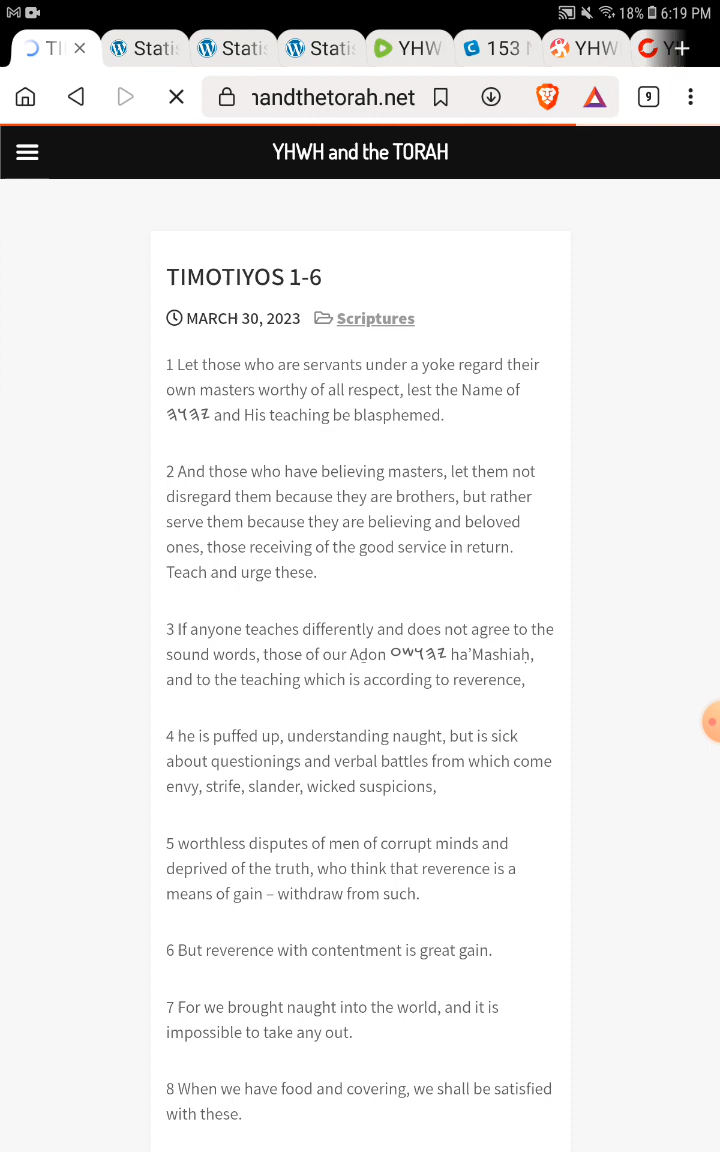 18% 6:19 PM
TI Statis Statis Statis YHW 153 YHW
handthetorah.net 9
YHWH and the TORAH
TIMOTIYOS 1-6
MARCH 30, 2023 Scriptures
1 Let those who are servants under a yoke regard their
own masters worthy of all respect, lest the Name of
𐤄𐤅𐤄𐤉 and His teaching be blasphemed.
2 And those who have believing masters, let them not
disregard them because they are brothers, but rather
serve them because they are believing and beloved
ones, those receiving of the good service in return.
Teach and urge these.
3 If anyone teaches differently and does not agree to the
sound words, those of our Aḏon 𐤏𐤔𐤅𐤄𐤉 ha’Mashiaḥ,
and to the teaching which is according to reverence,
4 he is puffed up, understanding naught, but is sick
about questionings and verbal battles from which come
envy, strife, slander, wicked suspicions,
5 worthless disputes of men of corrupt minds and
deprived of the truth, who think that reverence is a
means of gain – withdraw from such.
6 But reverence with contentment is great gain.
7 For we brought naught into the world, and it is
impossible to take any out.
8 When we have food and covering, we shall be satisfied
with these.